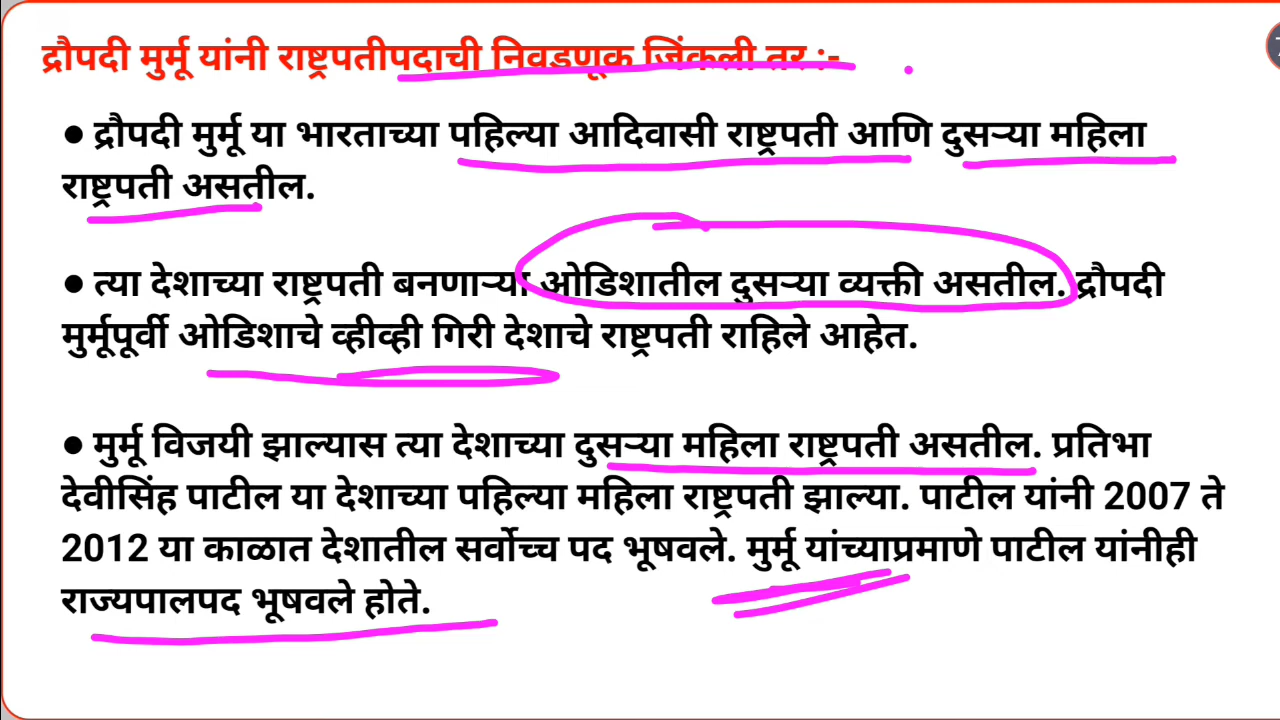 द्रौपदी मुर्मू यांनी राष्ट्रपतीपदाची निवडणूक जिंकली तर :-
● द्रौपदी मुर्मू या भारताच्या पहिल्या आदिवासी राष्ट्रपती आणि दुसऱ्या महिला
राष्ट्रपती असतील.
● त्या देशाच्या राष्ट्रपती बनणाऱ्या ओडिशातील दुसऱ्या व्यक्ती असतील. द्रौपदी
मुर्मूपूर्वी ओडिशाचे व्हीव्ही गिरी देशाचे राष्ट्रपती राहिले आहेत.
● मुर्मू विजयी झाल्यास त्या देशाच्या दुसऱ्या महिला राष्ट्रपती असतील. प्रतिभा
देवीसिंह पाटील या देशाच्या पहिल्या महिला राष्ट्रपती झाल्या. पाटील यांनी 2007 ते
2012 या काळात देशातील सर्वोच्च पद भूषवले. मुर्मू यांच्याप्रमाणे पाटील यांनीही
राज्यपालपद भूषवले होते.